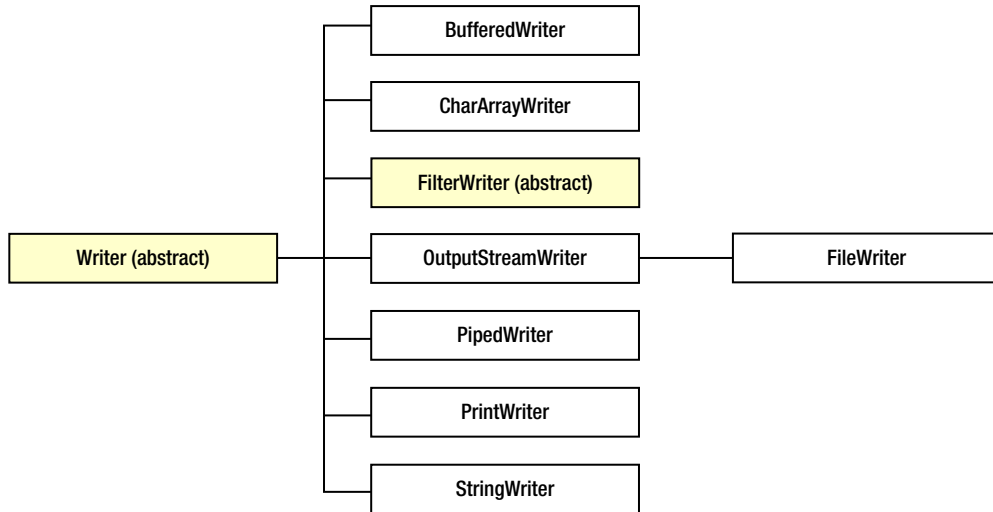 BufferedWriter
CharArrayWriter
FilterWriter (abstract)
Writer (abstract)
OutputStreamWriter
FileWriter
PipedWriter
PrintWriter
StringWriter